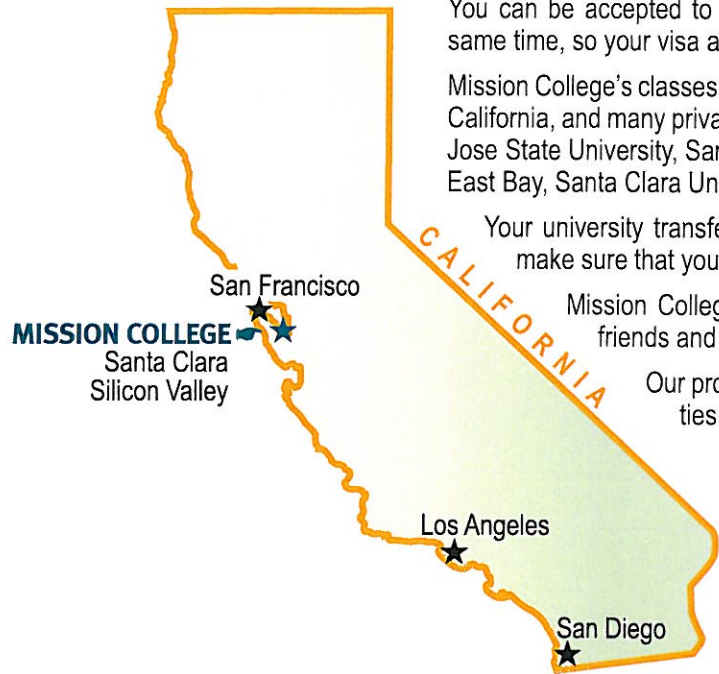 You can be accepted to
same time, so your visa a
Mission College's classes
California, and many priva
Jose State University, San
East Bay, Santa Clara Un
Your university transfe
make sure that you
Mission Colleg
friends and
Our pro
ties
CALIFORNIA
San Francisco
MISSION COLLEGE
Santa Clara
Silicon Valley
Los Angeles
San Diego